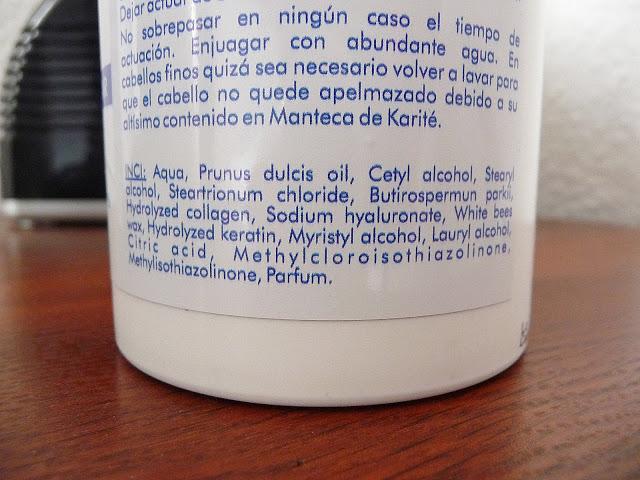 Dejar actuar de
No sobrepasar en ningún caso el tiempo de
actuación. Enjuagar con abundante agua. En
cabellos finos quizá sea necesario volver a lavar para
que el cabello no quede apelmazado debido a su
altísimo contenido en Manteca de Karité.
INCI: Aqua, Prunus dulcis oil, Cetyl alcohol, Stearyl
alcohol, Steartrionum chloride, Butirospermun parkii,
Hydrolyzed collagen, Sodium hyaluronate, White bees
wax, Hydrolyzed keratin, Myristyl alcohol, Lauryl alcohol,
Citric acid, Methylcloroisothiazolinone,
Methylisothiazolinone, Parfum.